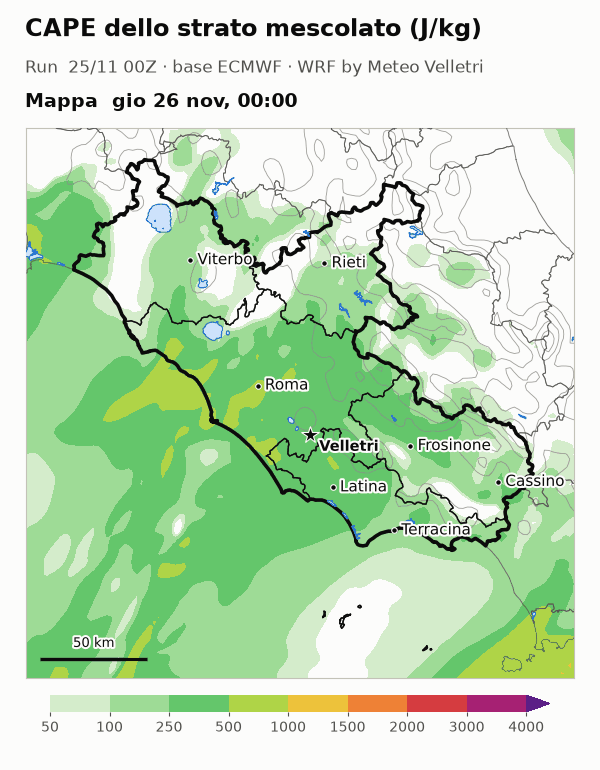 CAPE dello strato mescolato (J/kg)
Run  25/11 00Z · base ECMWF · WRF by Meteo Velletri
Mappa  gio 26 nov, 00:00
Viterbo
Rieti
Roma
Velletri
Frosinone
Cassino
Latina
Terracina
50 km
50 100 250 500 1000 1500 2000 3000 4000